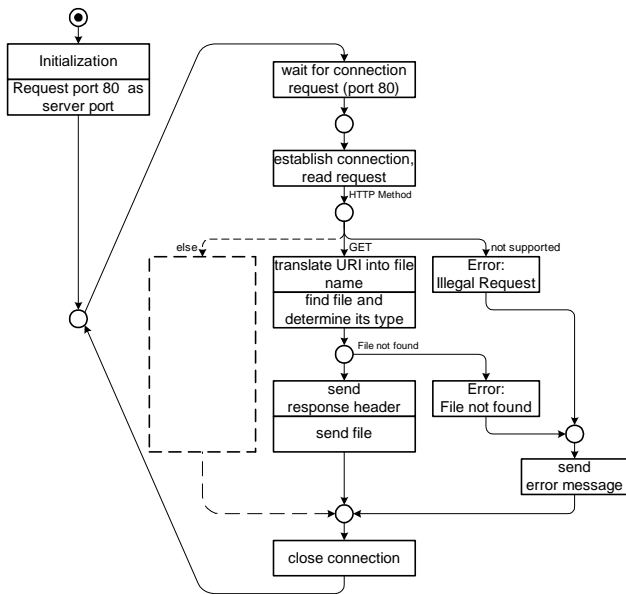 Initialization
Request port 80 as
server port
wait for connection
request (port 80)
establish connection,
read request
HTTP Method
else
GET
not supported
translate URI into file
name
find file and
determine its type
Error:
Illegal Request
File not found
send
response header
send file
Error:
File not found
send
error message
close connection